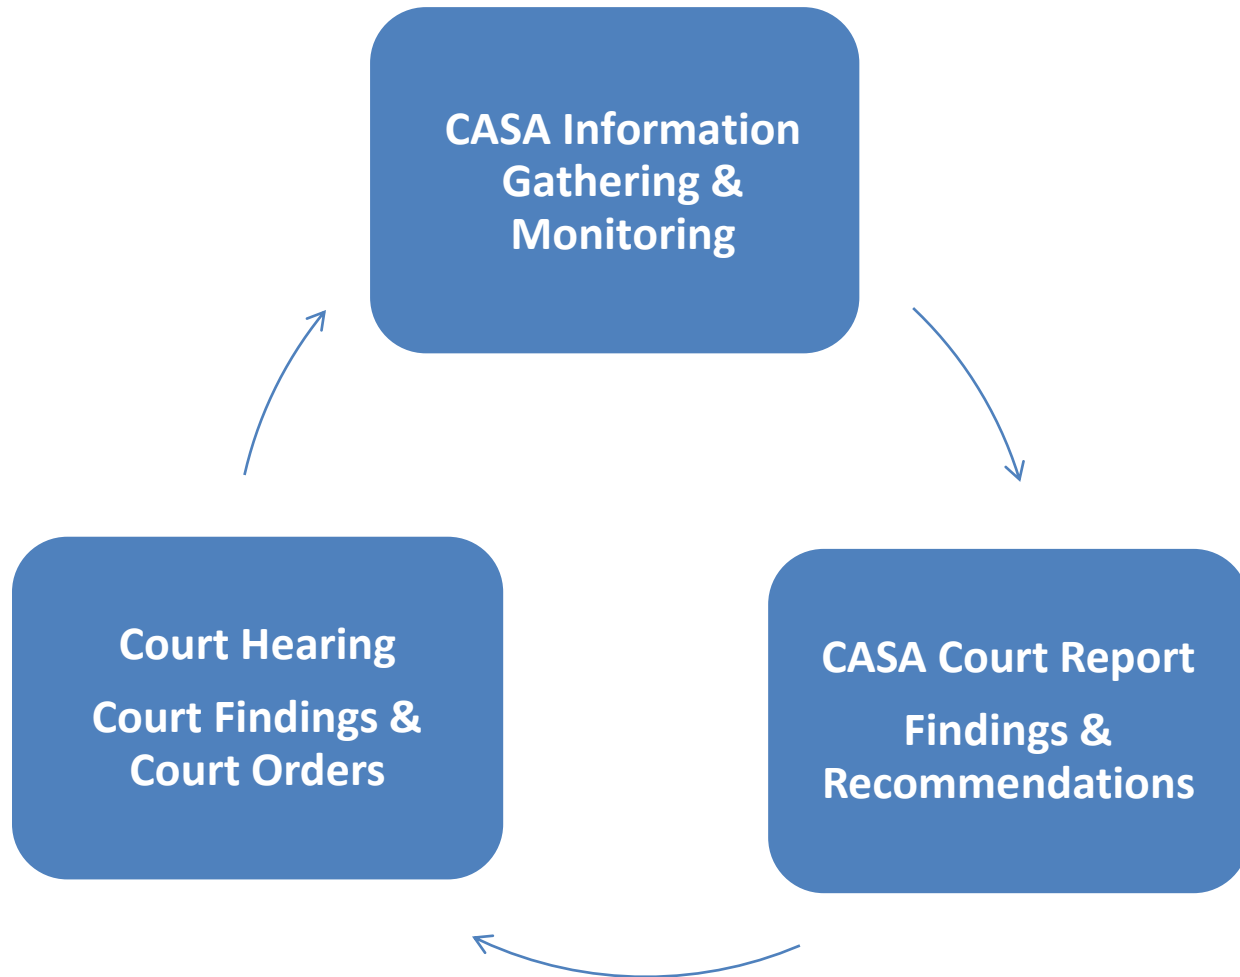 CASA Information
Gathering &
Monitoring
Court Hearing
Court Findings &
Court Orders
CASA Court Report
Findings &
Recommendations